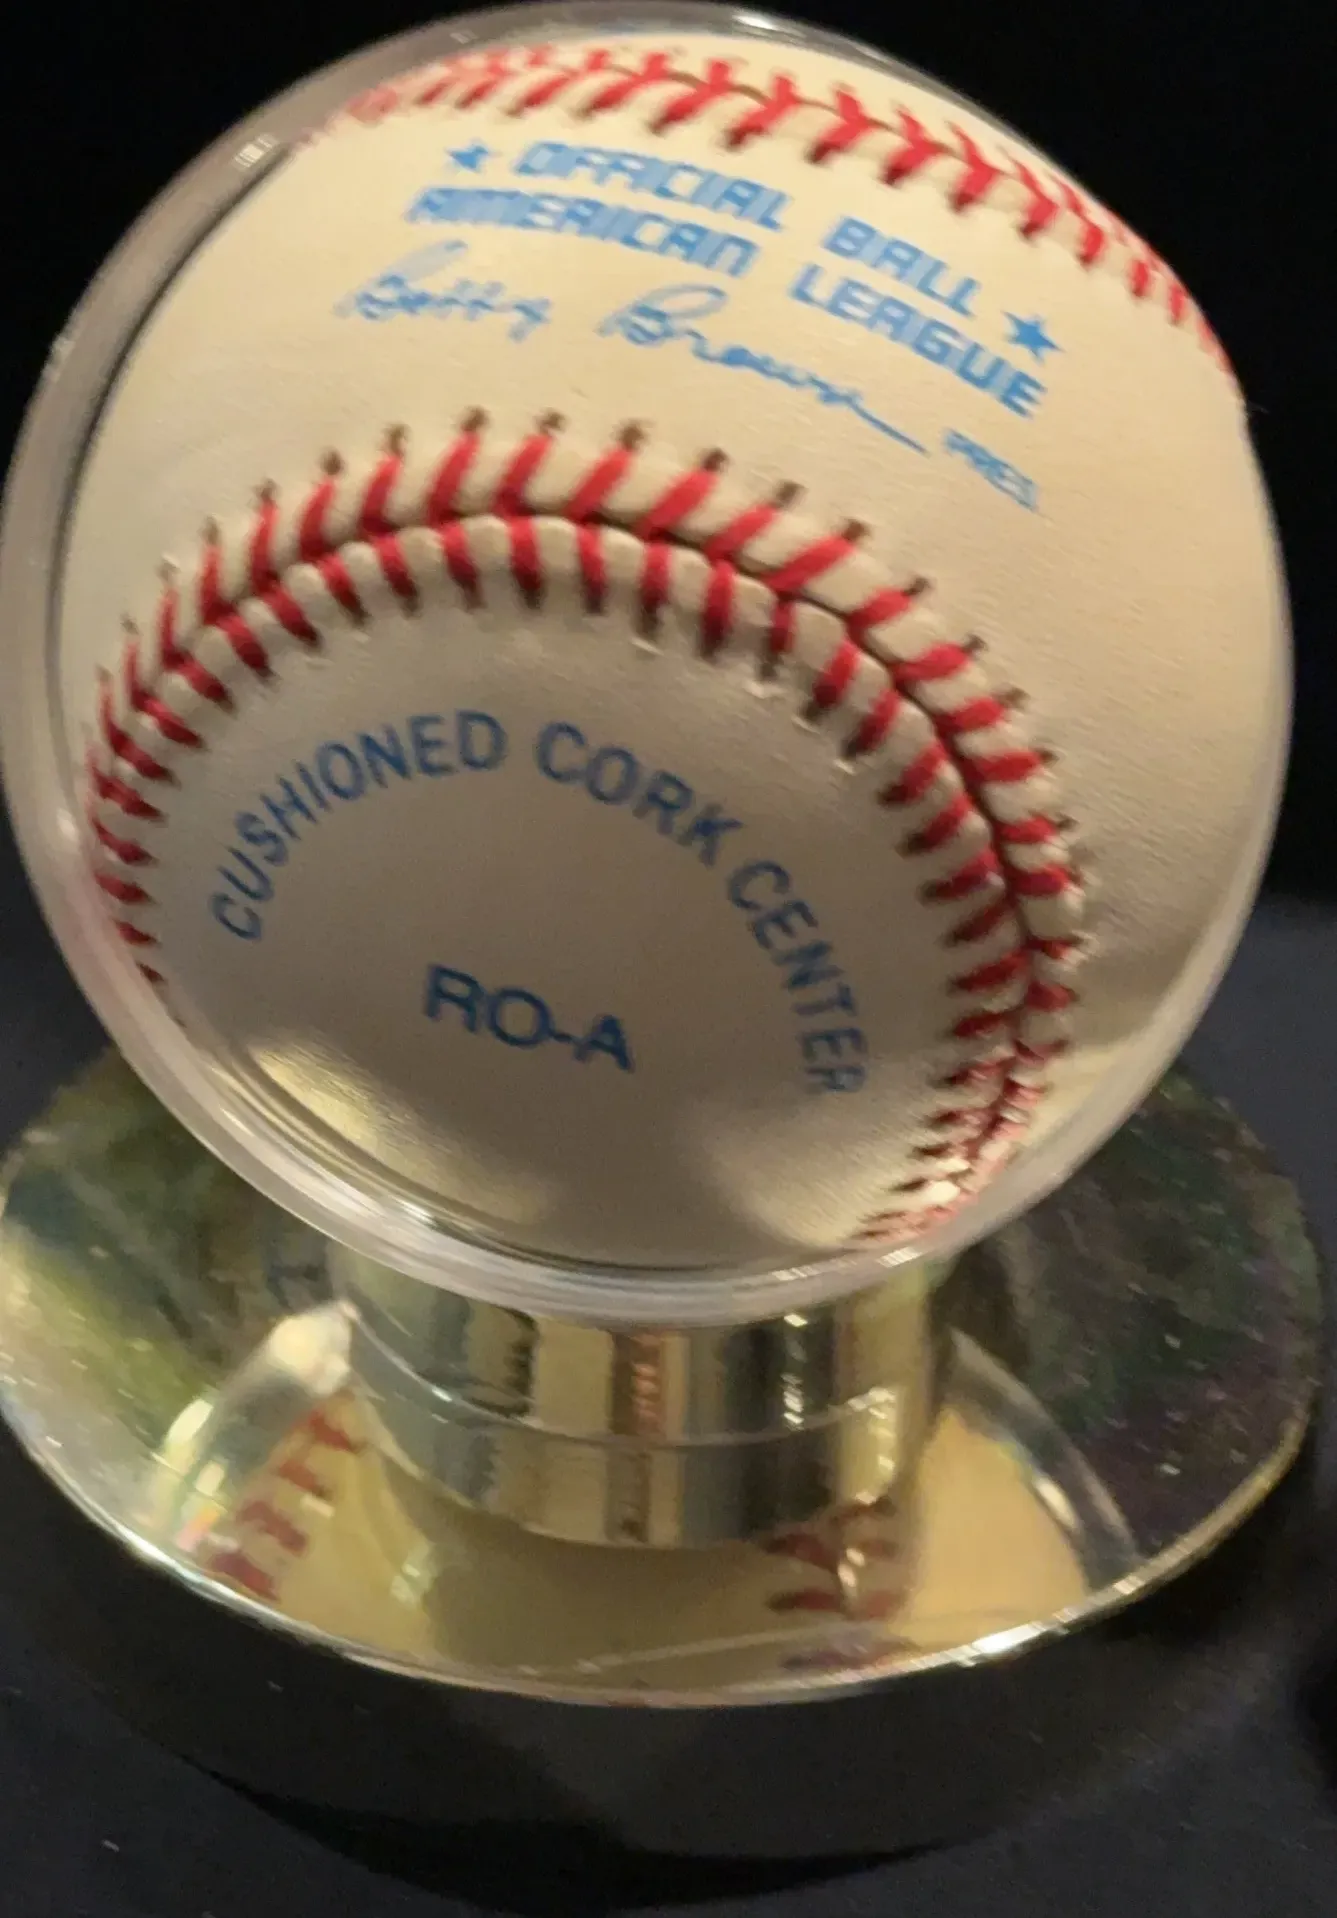 ★ OFFICIAL BALL ★
AMERICAN LEAGUE
Bobby Brown PRES.
CUSHIONED CORK CENTER
RO-A